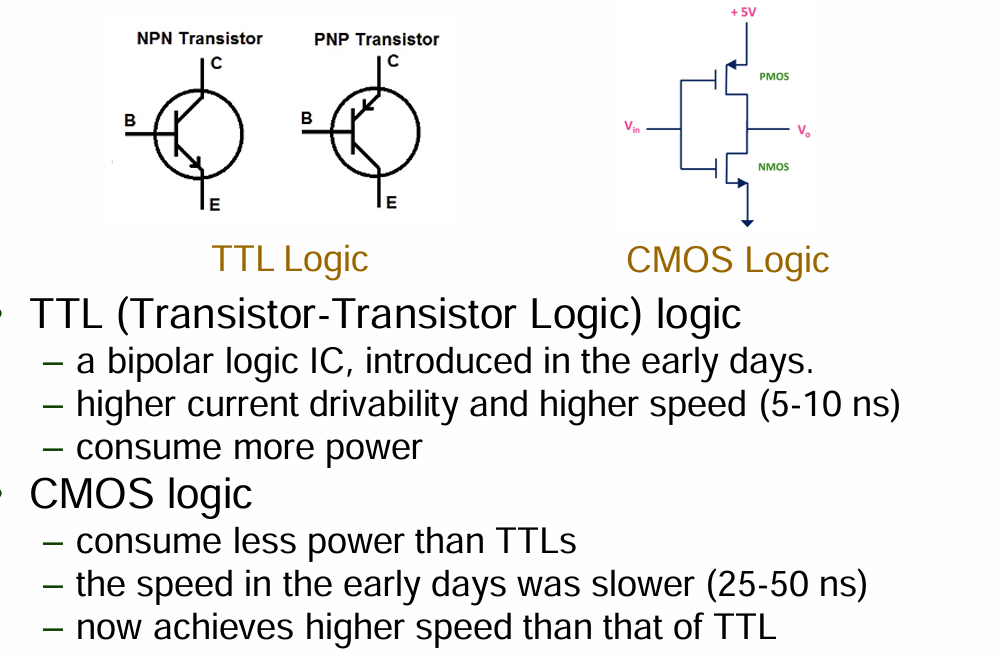 NPN Transistor
PNP Transistor
C
B
E
C
B
E
+ 5V
PMOS
Vin
Vo
NMOS
TTL Logic
CMOS Logic
• TTL (Transistor-Transistor Logic) logic
– a bipolar logic IC, introduced in the early days.
– higher current drivability and higher speed (5-10 ns)
– consume more power
• CMOS logic
– consume less power than TTLs
– the speed in the early days was slower (25-50 ns)
– now achieves higher speed than that of TTL